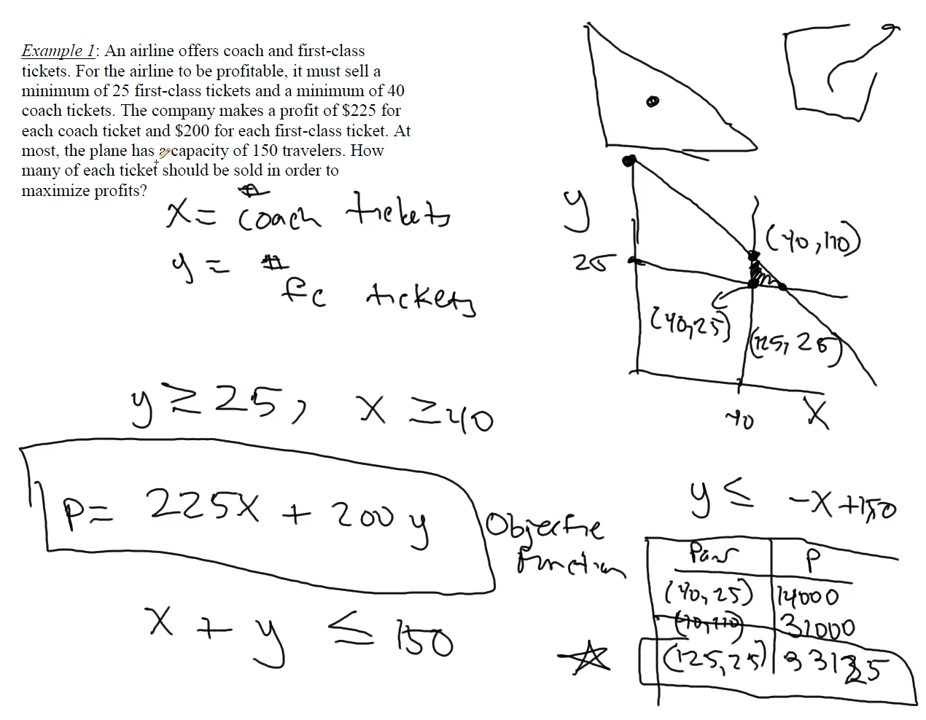 Example 1: An airline offers coach and first-class
tickets. For the airline to be profitable, it must sell a
minimum of 25 first-class tickets and a minimum of 40
coach tickets. The company makes a profit of $225 for
each coach ticket and $200 for each first-class ticket. At
most, the plane has a capacity of 150 travelers. How
many of each ticket should be sold in order to
maximize profits?
x = # coach tickets
y = # fc tickets
y ≥ 25, x ≥ 40
P = 225x + 200y
Objective
function
x + y ≤ 150
y
25
(40, 110)
(40, 25)
(125, 25)
40
x
y ≤ -x + 150
Pair P
(40, 25) 14000
(40, 110) 31000
(125, 25) 33125